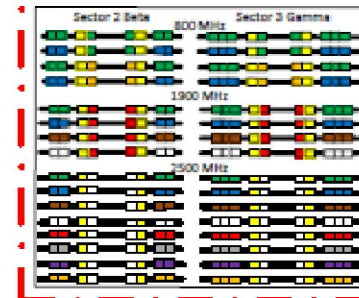 Sector 2 Beta
Sector 3 Gamma
800 MHz
1900 MHz
2500 MHz